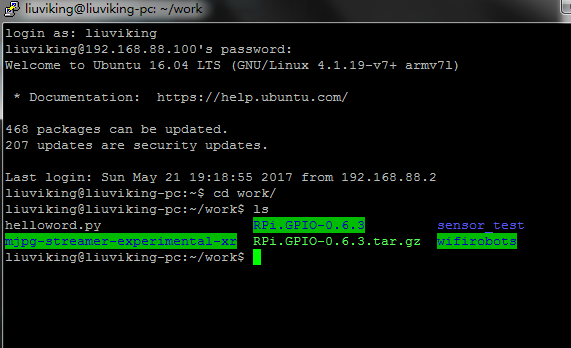 liuviking@liuviking-pc: ~/work
login as: liuviking
liuviking@192.168.88.100's password:
Welcome to Ubuntu 16.04 LTS (GNU/Linux 4.1.19-v7+ armv7l)
* Documentation:  https://help.ubuntu.com/
468 packages can be updated.
207 updates are security updates.
Last login: Sun May 21 19:18:55 2017 from 192.168.88.2
liuviking@liuviking-pc:~$ cd work/
liuviking@liuviking-pc:~/work$ ls
helloword.py RPi.GPIO-0.6.3 sensor_test
mjpg-streamer-experimental-xr RPi.GPIO-0.6.3.tar.gz wifirobots
liuviking@liuviking-pc:~/work$